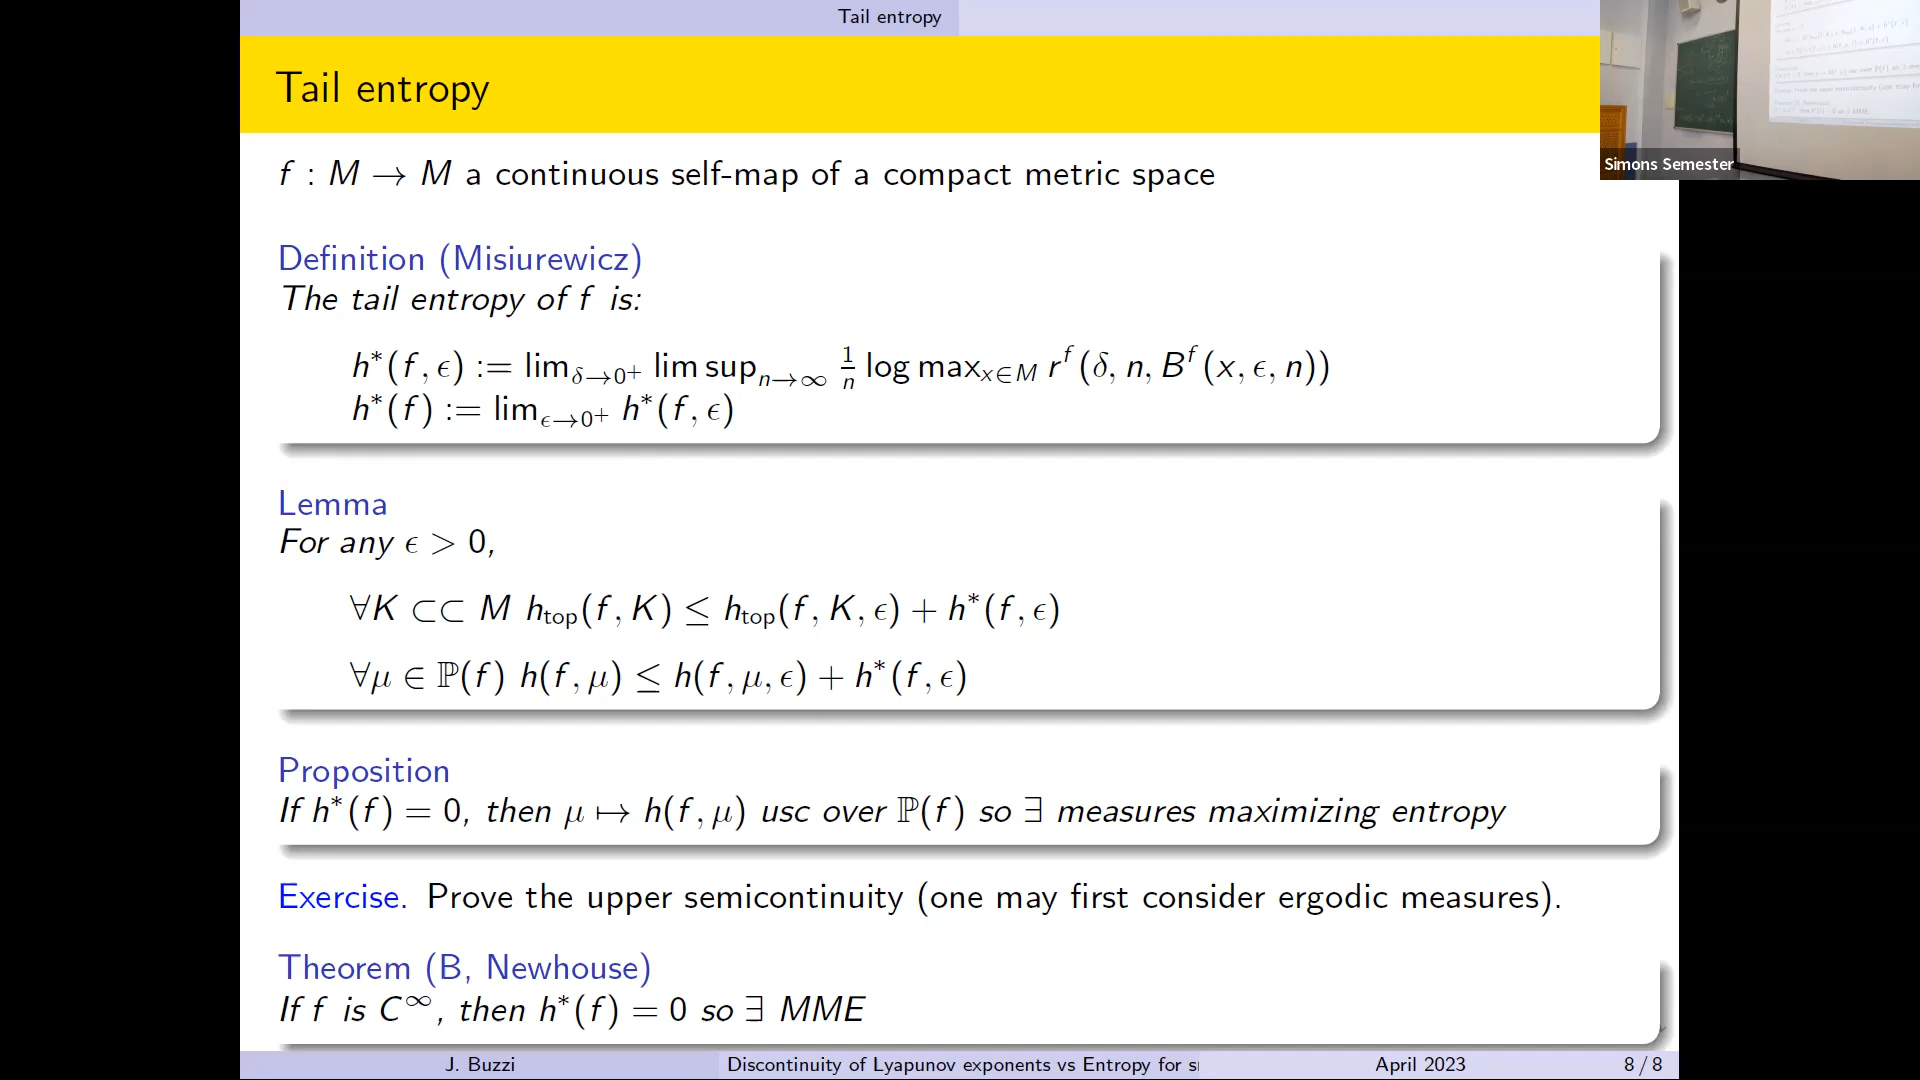 Tail entropy
Tail entropy
Simons Semester
f : M → M a continuous self-map of a compact metric space
Definition (Misiurewicz)
The tail entropy of f is:
h*(f, ϵ) := lim_{δ→0⁺} lim sup_{n→∞} 1/n log max_{x∈M} r^f(δ, n, B^f(x, ϵ, n))
h*(f) := lim_{ϵ→0⁺} h*(f, ϵ)
Lemma
For any ϵ > 0,
∀K ⊂⊂ M h_top(f, K) ≤ h_top(f, K, ϵ) + h*(f, ϵ)
∀μ ∈ ℙ(f) h(f, μ) ≤ h(f, μ, ϵ) + h*(f, ϵ)
Proposition
If h*(f) = 0, then μ ↦ h(f, μ) usc over ℙ(f) so ∃ measures maximizing entropy
Exercise. Prove the upper semicontinuity (one may first consider ergodic measures).
Theorem (B, Newhouse)
If f is C^∞, then h*(f) = 0 so ∃ MME
J. Buzzi Discontinuity of Lyapunov exponents vs Entropy for April 2023 8 / 8